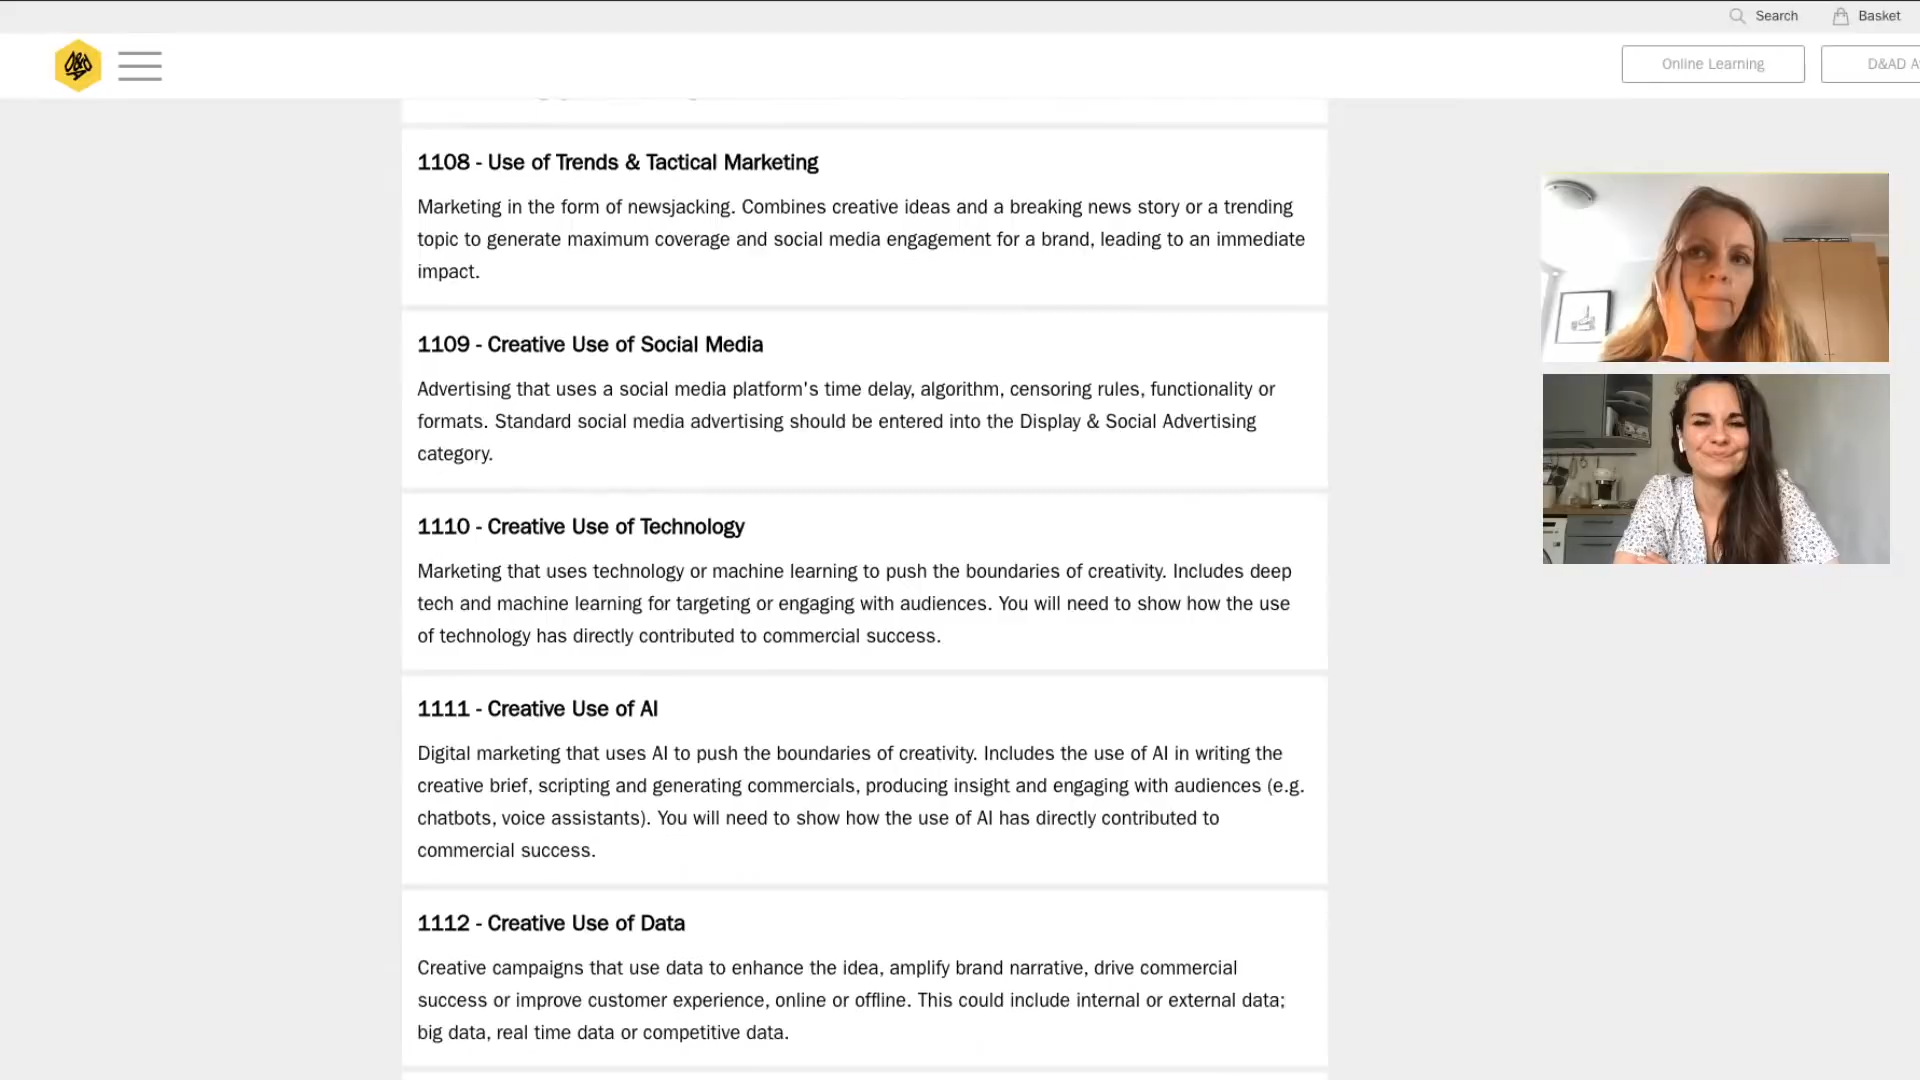 Search
Basket
D&AD
Online Learning
D&AD A
1108 - Use of Trends & Tactical Marketing
Marketing in the form of newsjacking. Combines creative ideas and a breaking news story or a trending
topic to generate maximum coverage and social media engagement for a brand, leading to an immediate
impact.
1109 - Creative Use of Social Media
Advertising that uses a social media platform's time delay, algorithm, censoring rules, functionality or
formats. Standard social media advertising should be entered into the Display & Social Advertising
category.
1110 - Creative Use of Technology
Marketing that uses technology or machine learning to push the boundaries of creativity. Includes deep
tech and machine learning for targeting or engaging with audiences. You will need to show how the use
of technology has directly contributed to commercial success.
1111 - Creative Use of AI
Digital marketing that uses AI to push the boundaries of creativity. Includes the use of AI in writing the
creative brief, scripting and generating commercials, producing insight and engaging with audiences (e.g.
chatbots, voice assistants). You will need to show how the use of AI has directly contributed to
commercial success.
1112 - Creative Use of Data
Creative campaigns that use data to enhance the idea, amplify brand narrative, drive commercial
success or improve customer experience, online or offline. This could include internal or external data;
big data, real time data or competitive data.